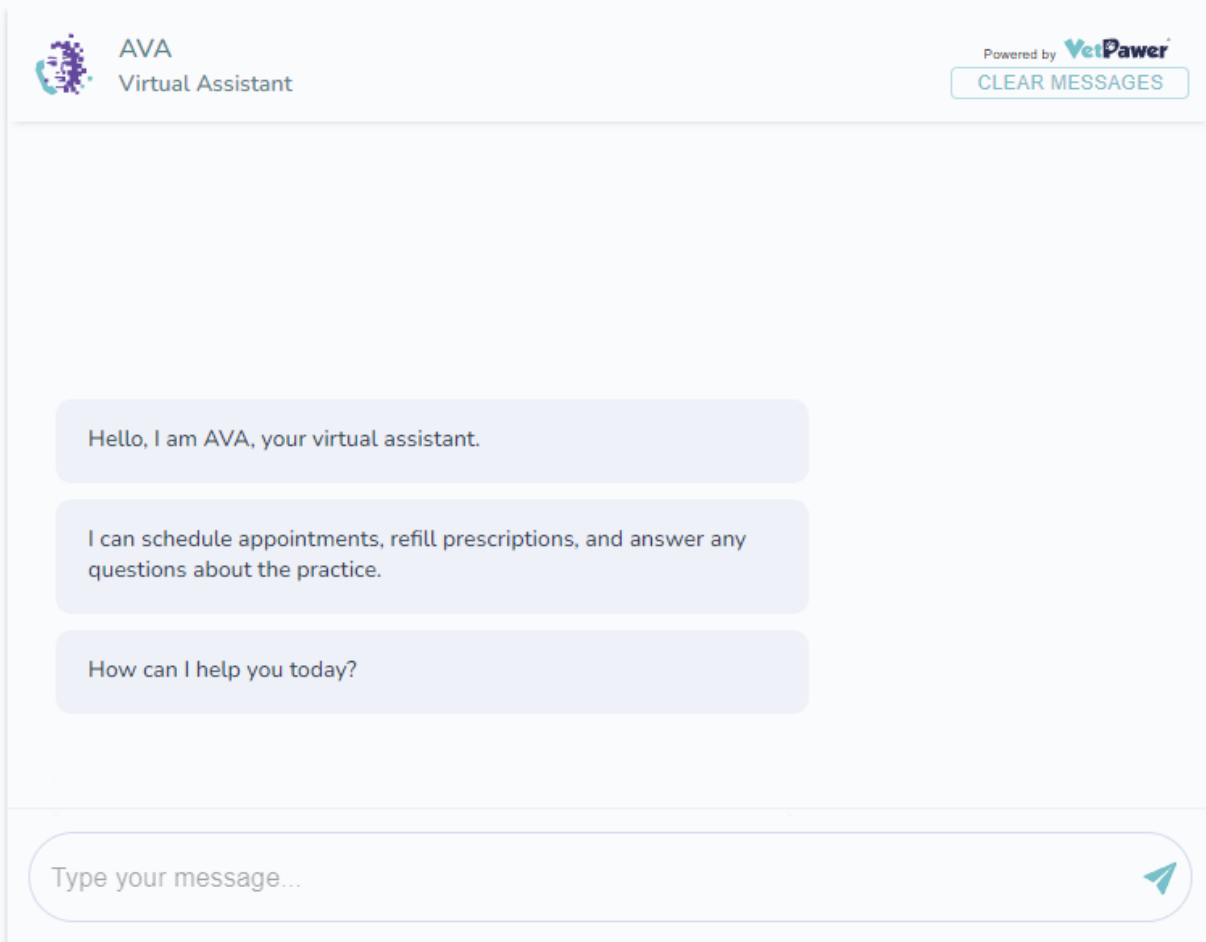 AVA
Virtual Assistant
Powered by VetPawer
CLEAR MESSAGES
Hello, I am AVA, your virtual assistant.
I can schedule appointments, refill prescriptions, and answer any
questions about the practice.
How can I help you today?
Type your message...